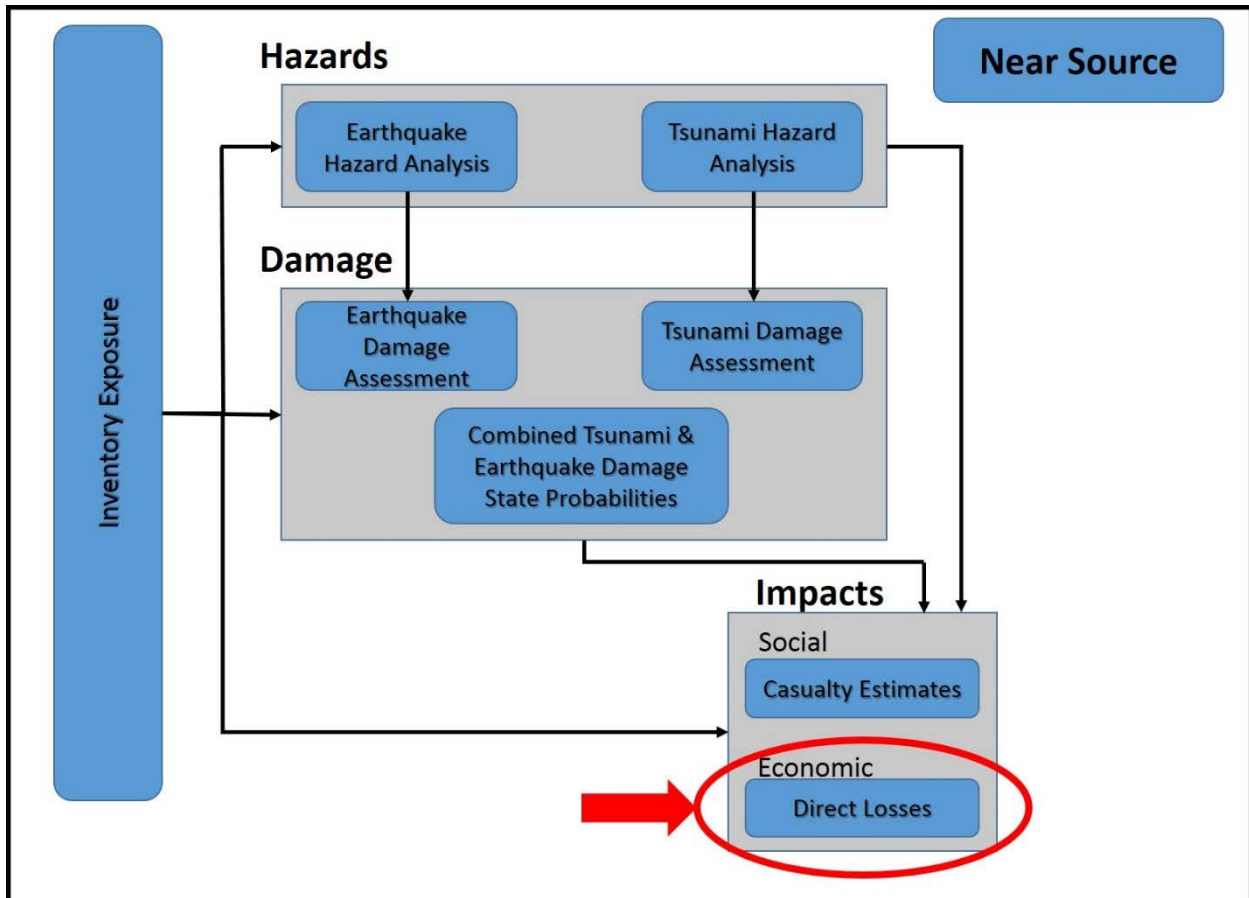 Near Source
Inventory Exposure
Hazards
Earthquake
Hazard Analysis
Tsunami Hazard
Analysis
Damage
Earthquake
Damage
Assessment
Tsunami Damage
Assessment
Combined Tsunami &
Earthquake Damage
State Probabilities
Impacts
Social
Casualty Estimates
Economic
Direct Losses